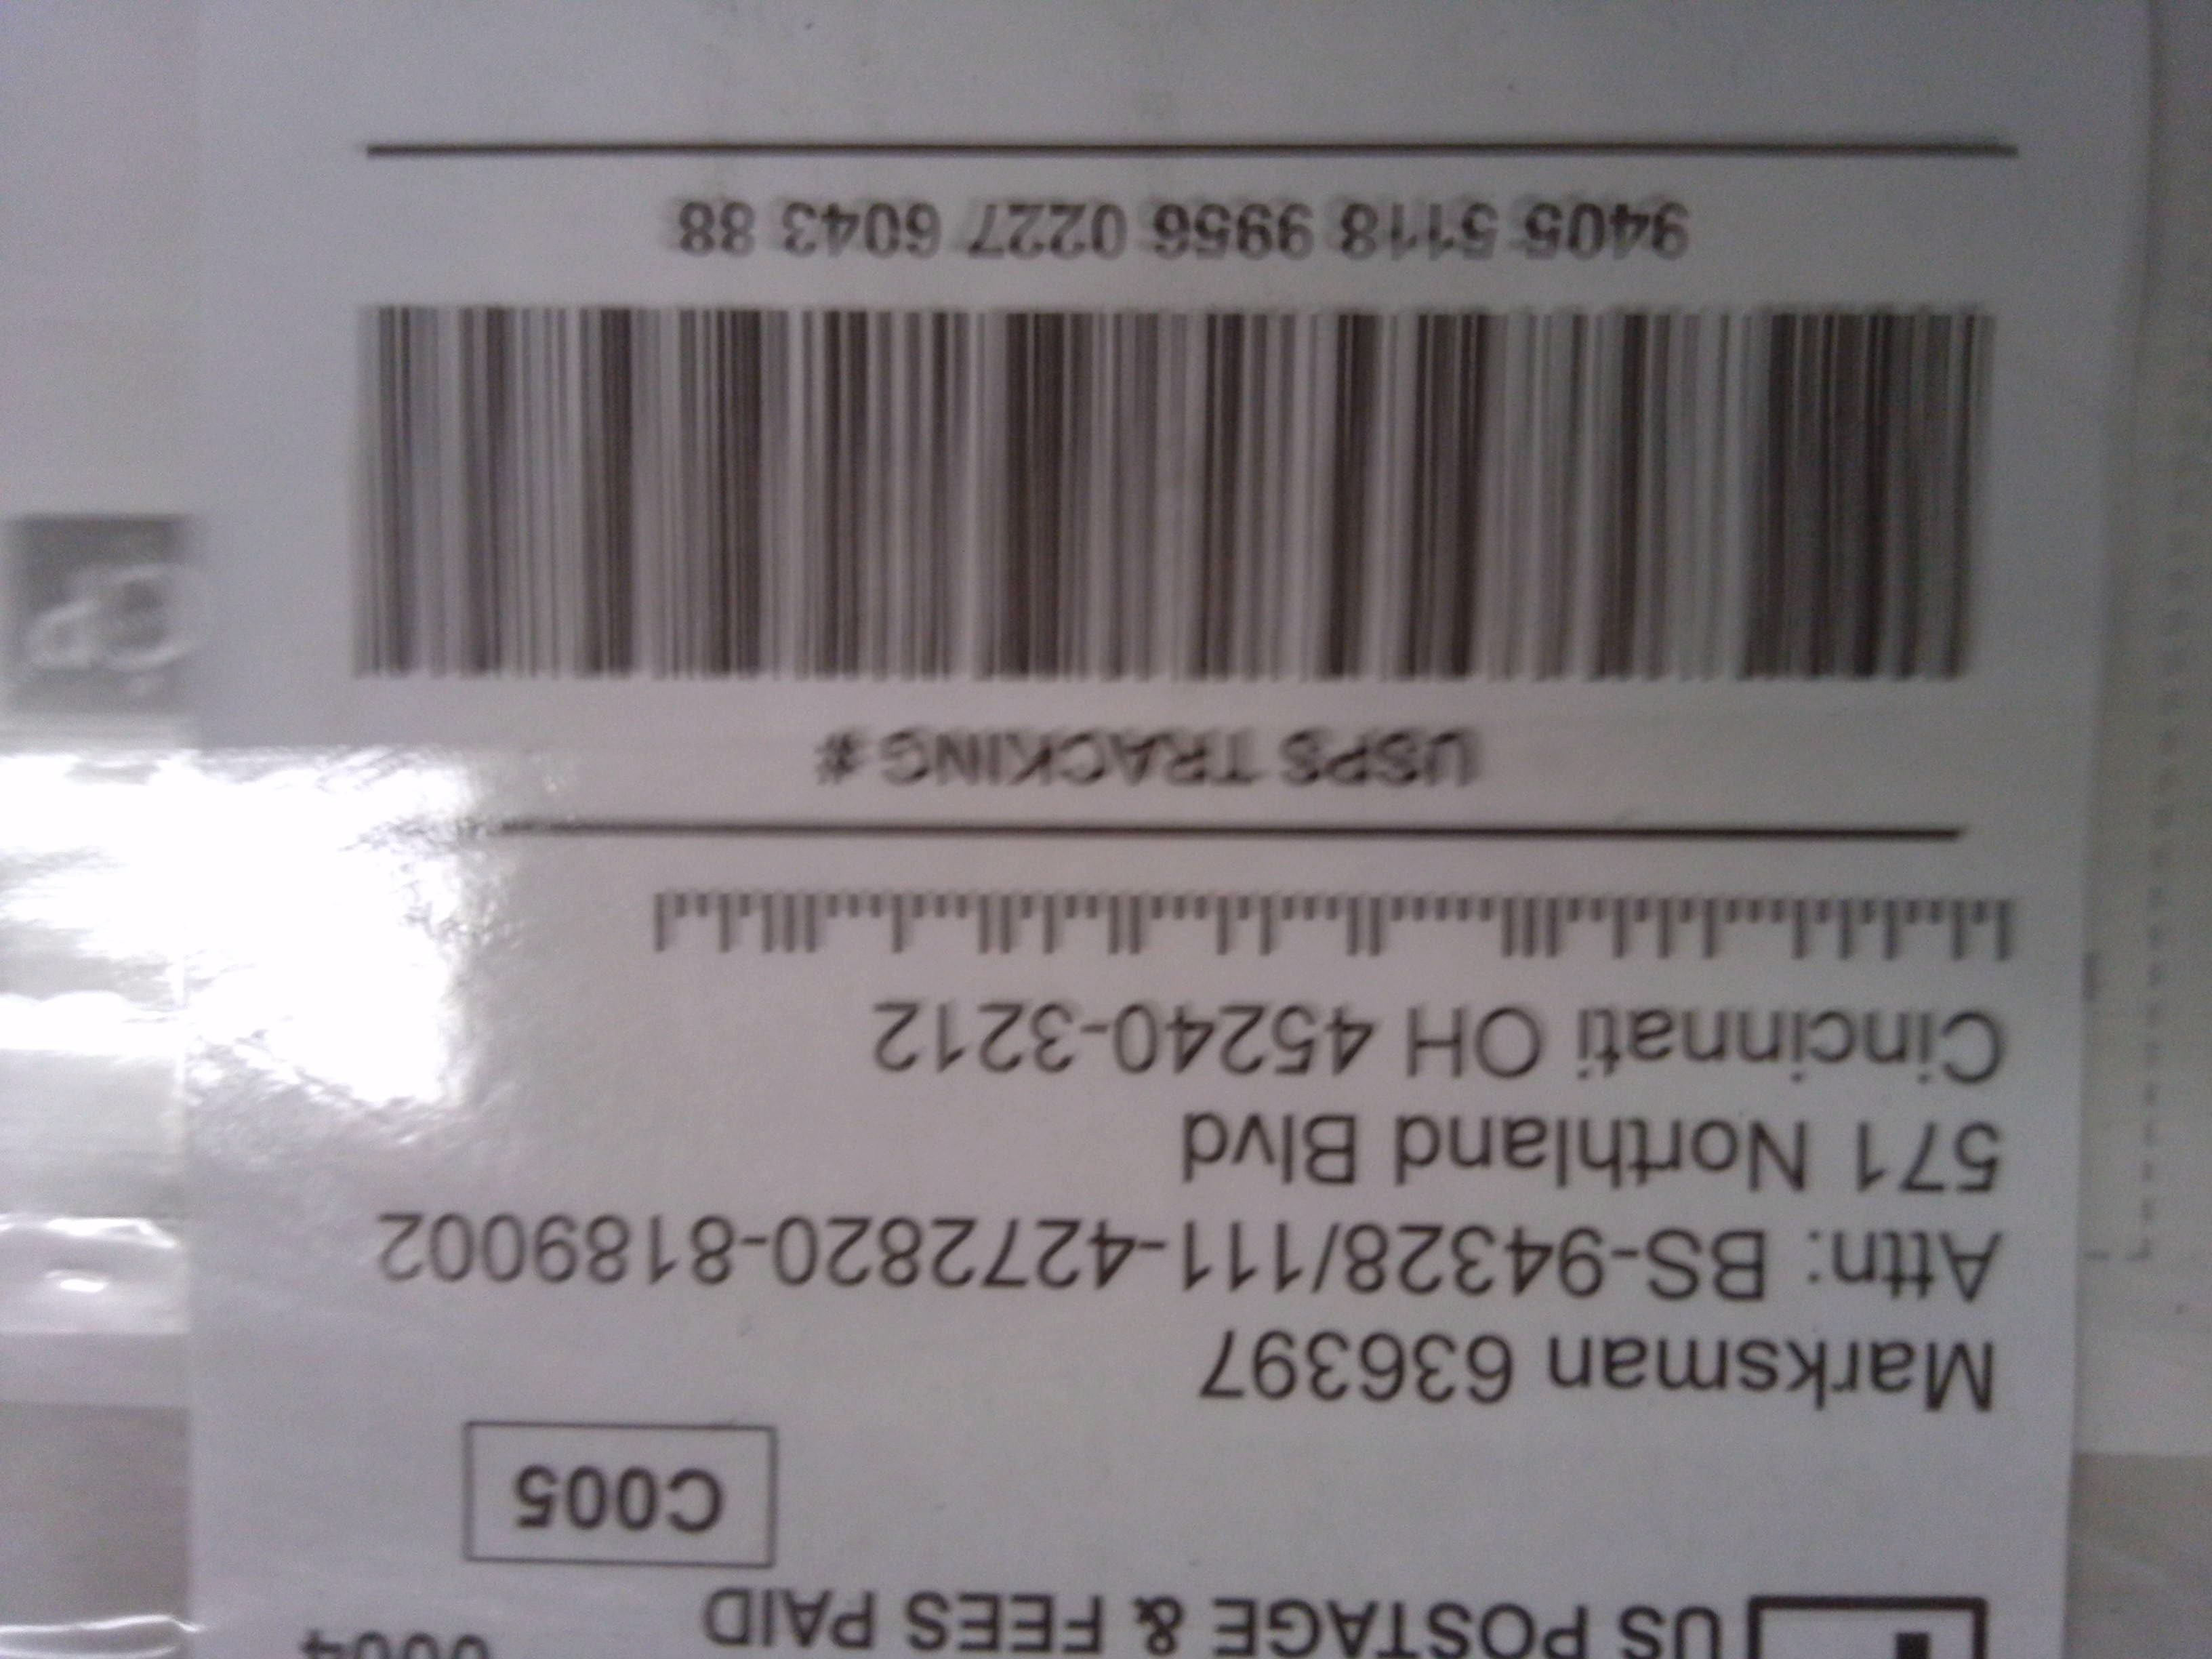 US POSTAGE & FEES PAID
C005
Marksman 636397
Attn: BS-94328/111-4272820-8189002
571 Northland Blvd
Cincinnati OH 45240-3212
USPS TRACKING #
9405 5118 9956 0227 6043 88